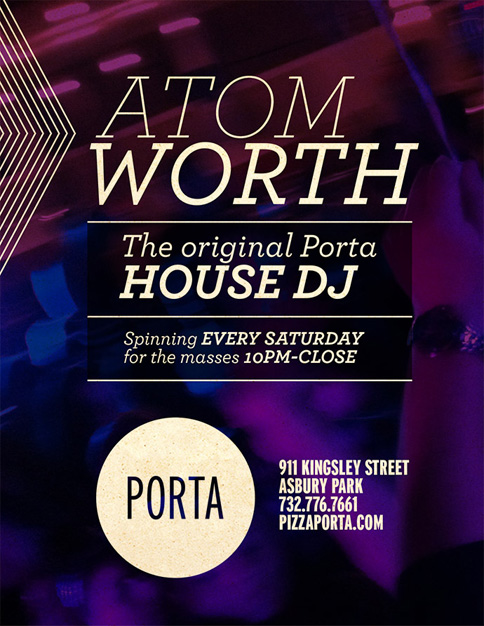 ATOM
WORTH
The original Porta
HOUSE DJ
Spinning EVERY SATURDAY
for the masses 10PM-CLOSE
PORTA
911 KINGSLEY STREET
ASBURY PARK
732.776.7661
PIZZAPORTA.COM